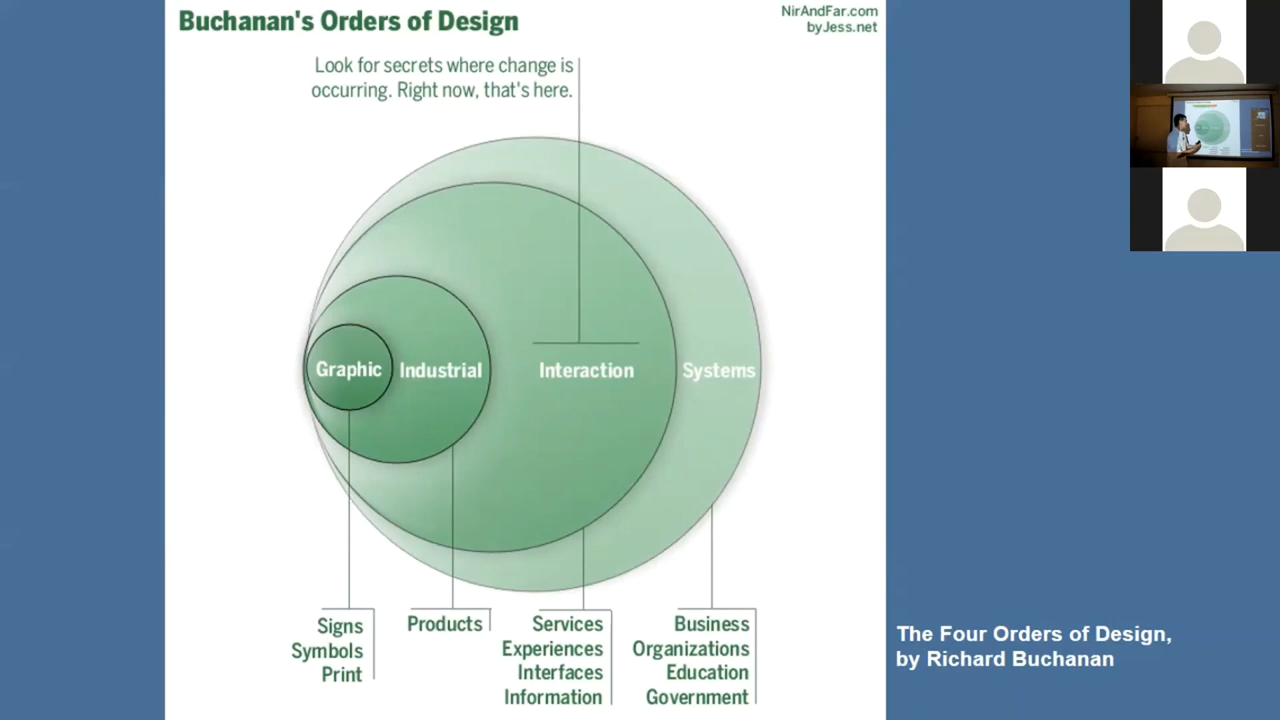 Buchanan's Orders of Design
NirAndFar.com
byJess.net
Look for secrets where change is
occurring. Right now, that's here.
Graphic
Industrial
Interaction
Systems
Signs
Symbols
Print
Products
Services
Experiences
Interfaces
Information
Business
Organizations
Education
Government
The Four Orders of Design,
by Richard Buchanan